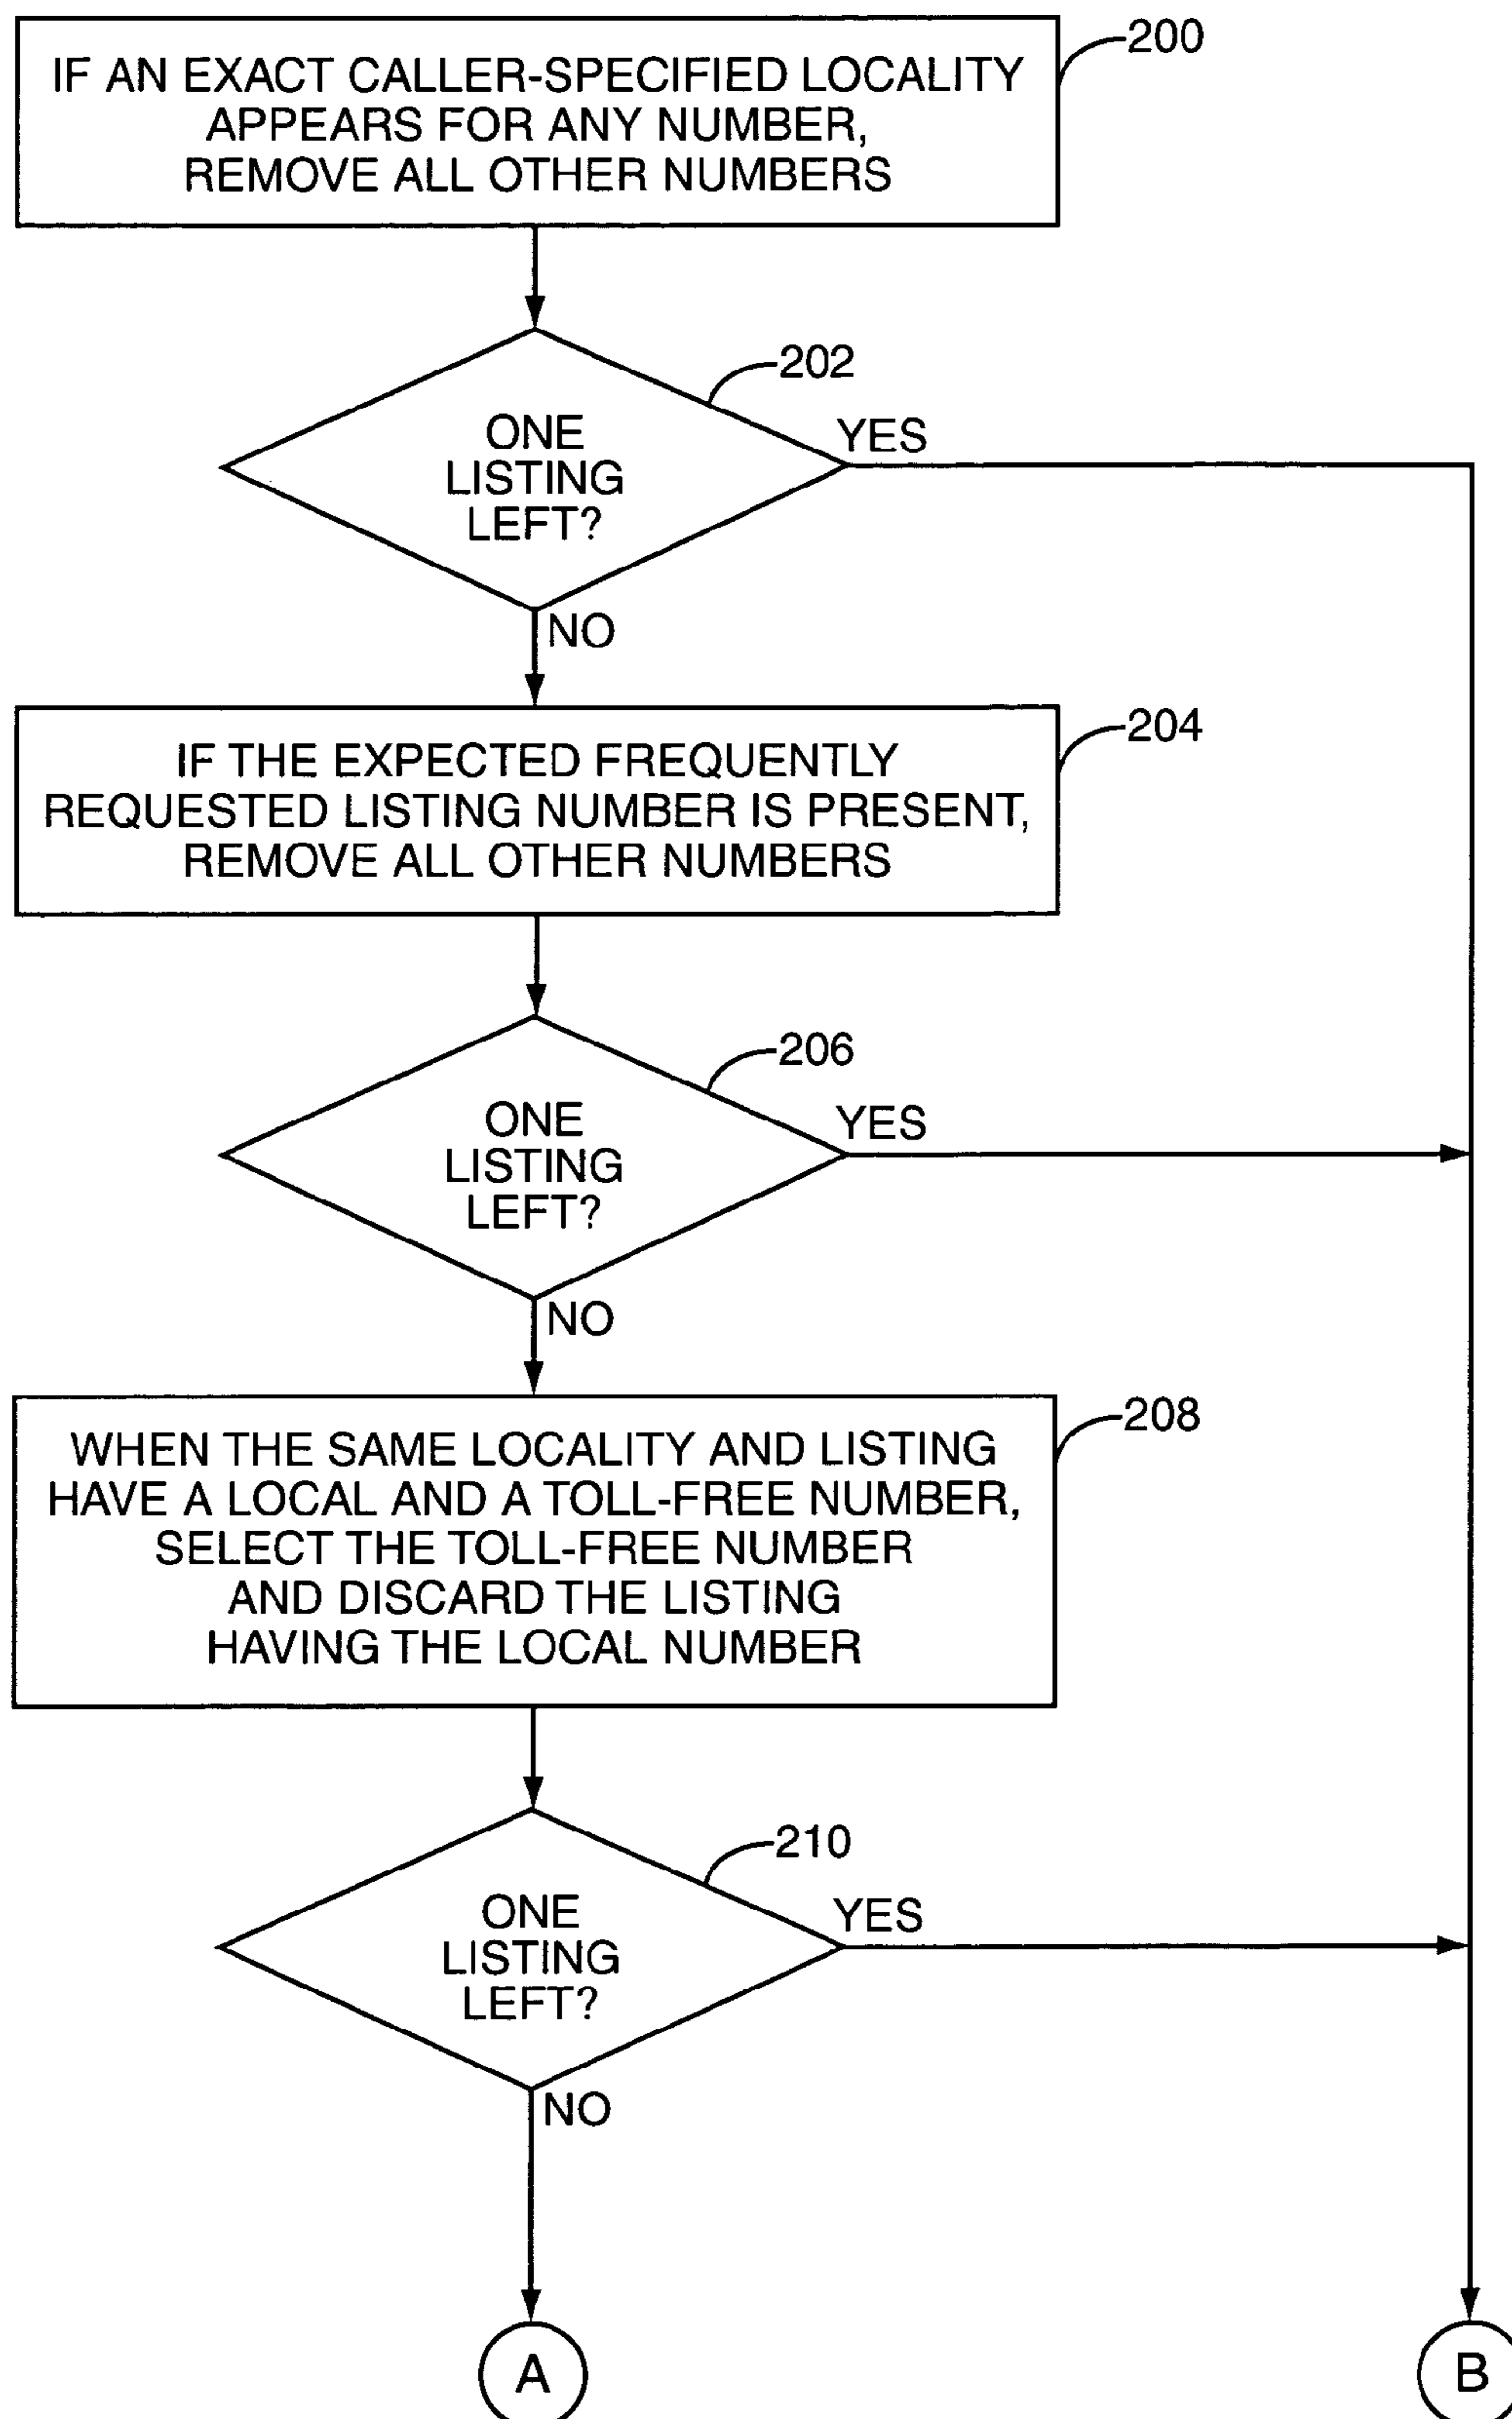 IF AN EXACT CALLER-SPECIFIED LOCALITY
APPEARS FOR ANY NUMBER,
REMOVE ALL OTHER NUMBERS
200
202
ONE
LISTING
LEFT?
YES
NO
204
IF THE EXPECTED FREQUENTLY
REQUESTED LISTING NUMBER IS PRESENT,
REMOVE ALL OTHER NUMBERS
206
ONE
LISTING
LEFT?
YES
NO
208
WHEN THE SAME LOCALITY AND LISTING
HAVE A LOCAL AND A TOLL-FREE NUMBER,
SELECT THE TOLL-FREE NUMBER
AND DISCARD THE LISTING
HAVING THE LOCAL NUMBER
210
ONE
LISTING
LEFT?
YES
NO
A
B